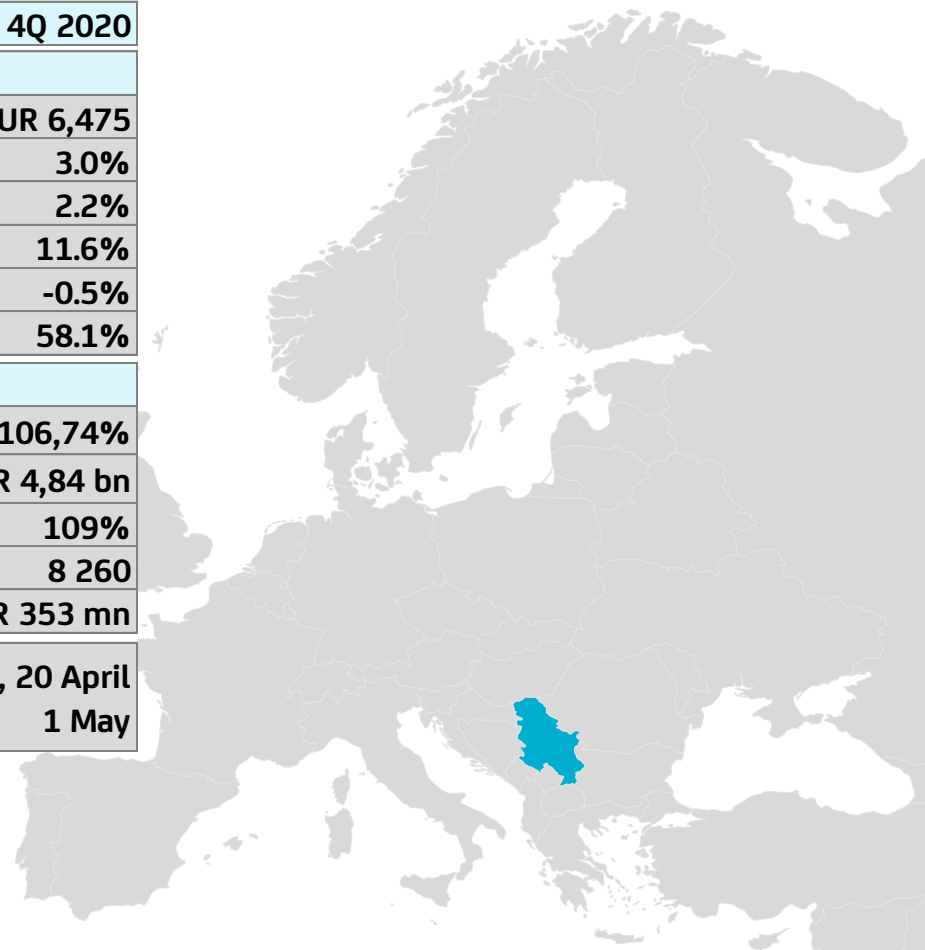 4Q 2020
UR 6,475
3.0%
2.2%
11.6%
-0.5%
58.1%
106,74%
R 4,84 bn
109%
8 260
R 353 mn
, 20 April
1 May